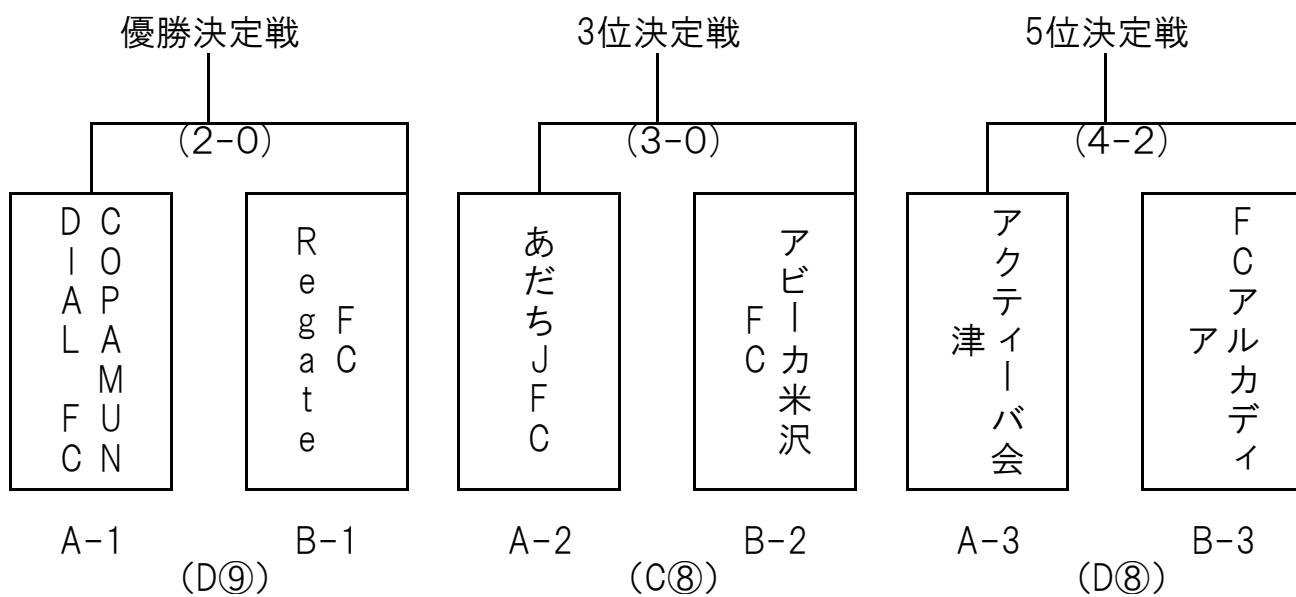 優勝決定戦
3位決定戦
5位決定戦
(2-0)
(3-0)
(4-2)
COPAMUN
DIAL FC
FC
Regate
あだちJFC
アビーカ米沢
FC
アクティーバ会
津
FCアルカディ
ア
A-1
B-1
A-2
B-2
A-3
B-3
(D⑨)
(C⑧)
(D⑧)